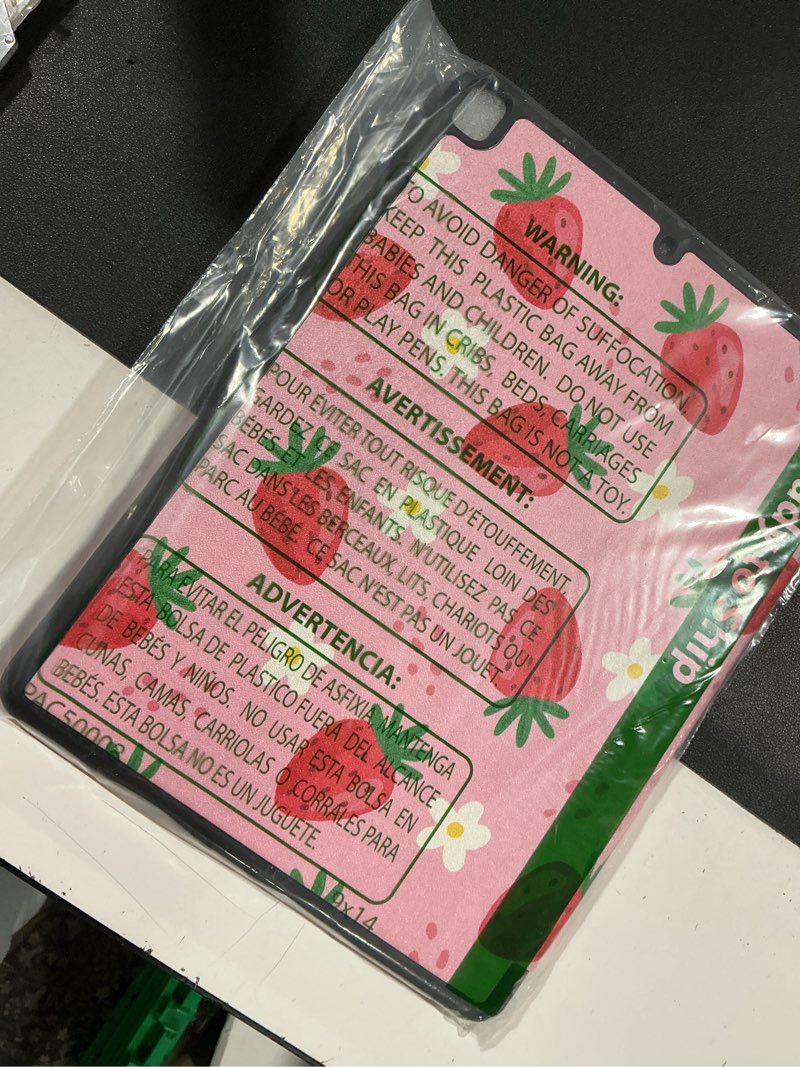 WARNING:
TO AVOID DANGER OF SUFFOCATION
KEEP THIS PLASTIC BAG AWAY FROM
BABIES AND CHILDREN. DO NOT USE
THIS BAG IN CRIBS, BEDS, CARRIAGES
OR PLAY PENS, THIS BAG IS NOT A TOY.
AVERTISSEMENT:
POUR ÉVITER TOUT RISQUE D'ÉTOUFFEMENT,
GARDEZ CE SAC EN PLASTIQUE LOIN DES
BÉBÉS ET LES ENFANTS N'UTILISEZ PAS CE
SAC DANS LES BERCEAUX, LITS, CHARIOTS OU
PARC AU BÉBÉ. CE SAC N'EST PAS UN JOUET.
ADVERTENCIA:
PARA EVITAR EL PELIGRO DE ASFIXIA, MANTENGA
ESTA BOLSA DE PLASTICO FUERA DEL ALCANCE
DE BEBÉS Y NIÑOS. NO USAR ESTA BOLSA EN
CUNAS, CAMAS, CARRIOLAS O CORRALES PARA
BEBÉS, ESTA BOLSA NO ES UN JUGUETE.
PAC50008
9x14
to ship